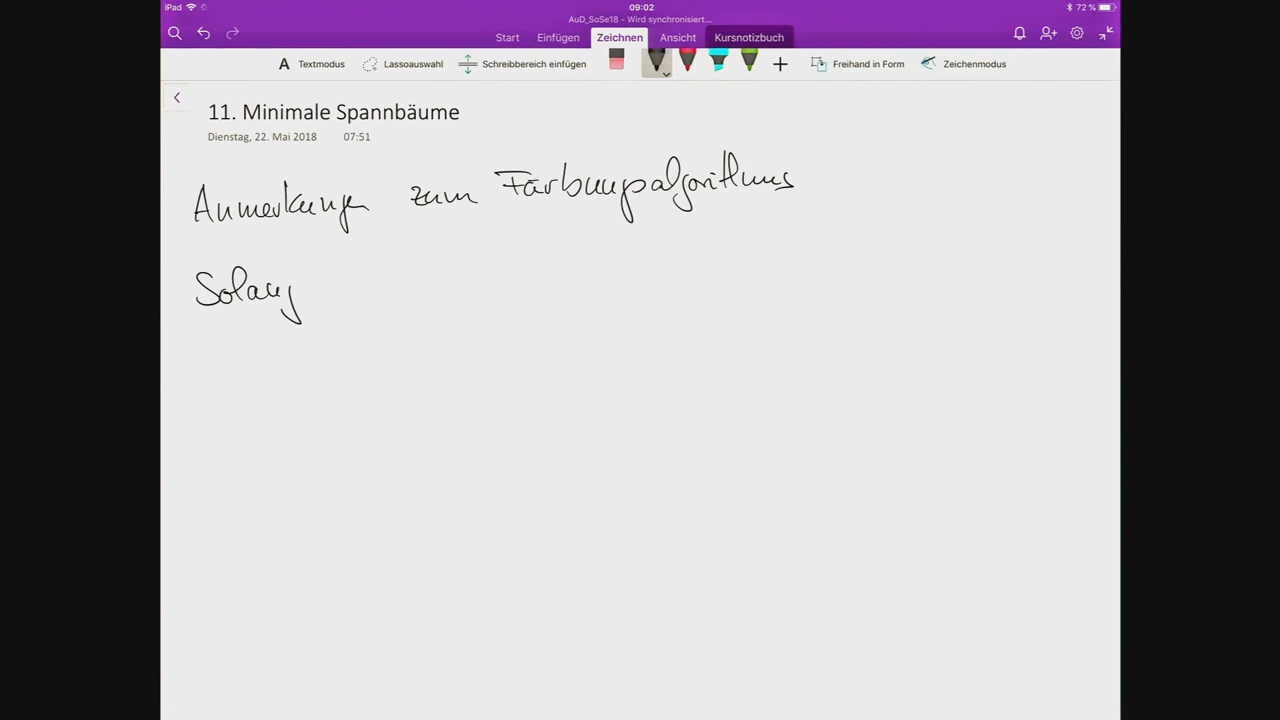 iPad 09:02 72 %
AuD_SoSe18 - Wird synchronisiert...
Start Einfügen Zeichnen Ansicht Kursnotizbuch
A Textmodus Lassoauswahl Schreibbereich einfügen Freihand in Form Zeichenmodus
11. Minimale Spannbäume
Dienstag, 22. Mai 2018 07:51
Anmerkungen zum Färbungsalgorithmus
Solang